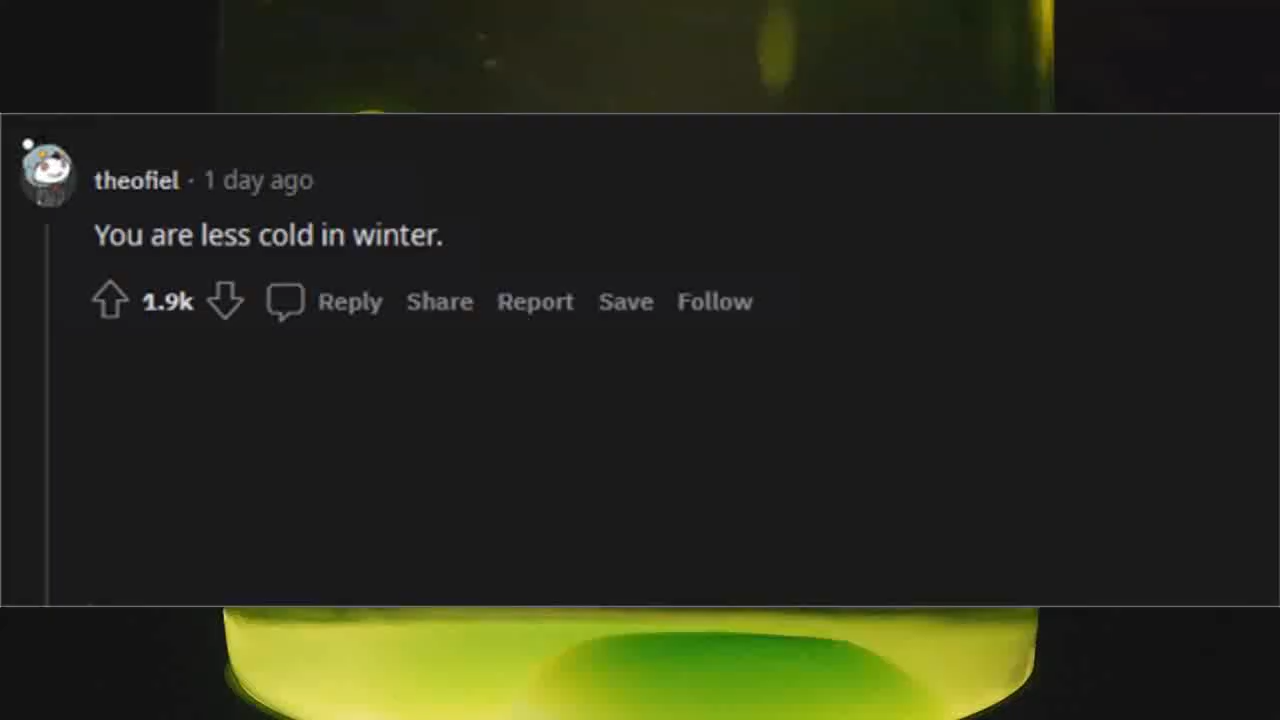 theofiel · 1 day ago
You are less cold in winter.
1.9k Reply Share Report Save Follow